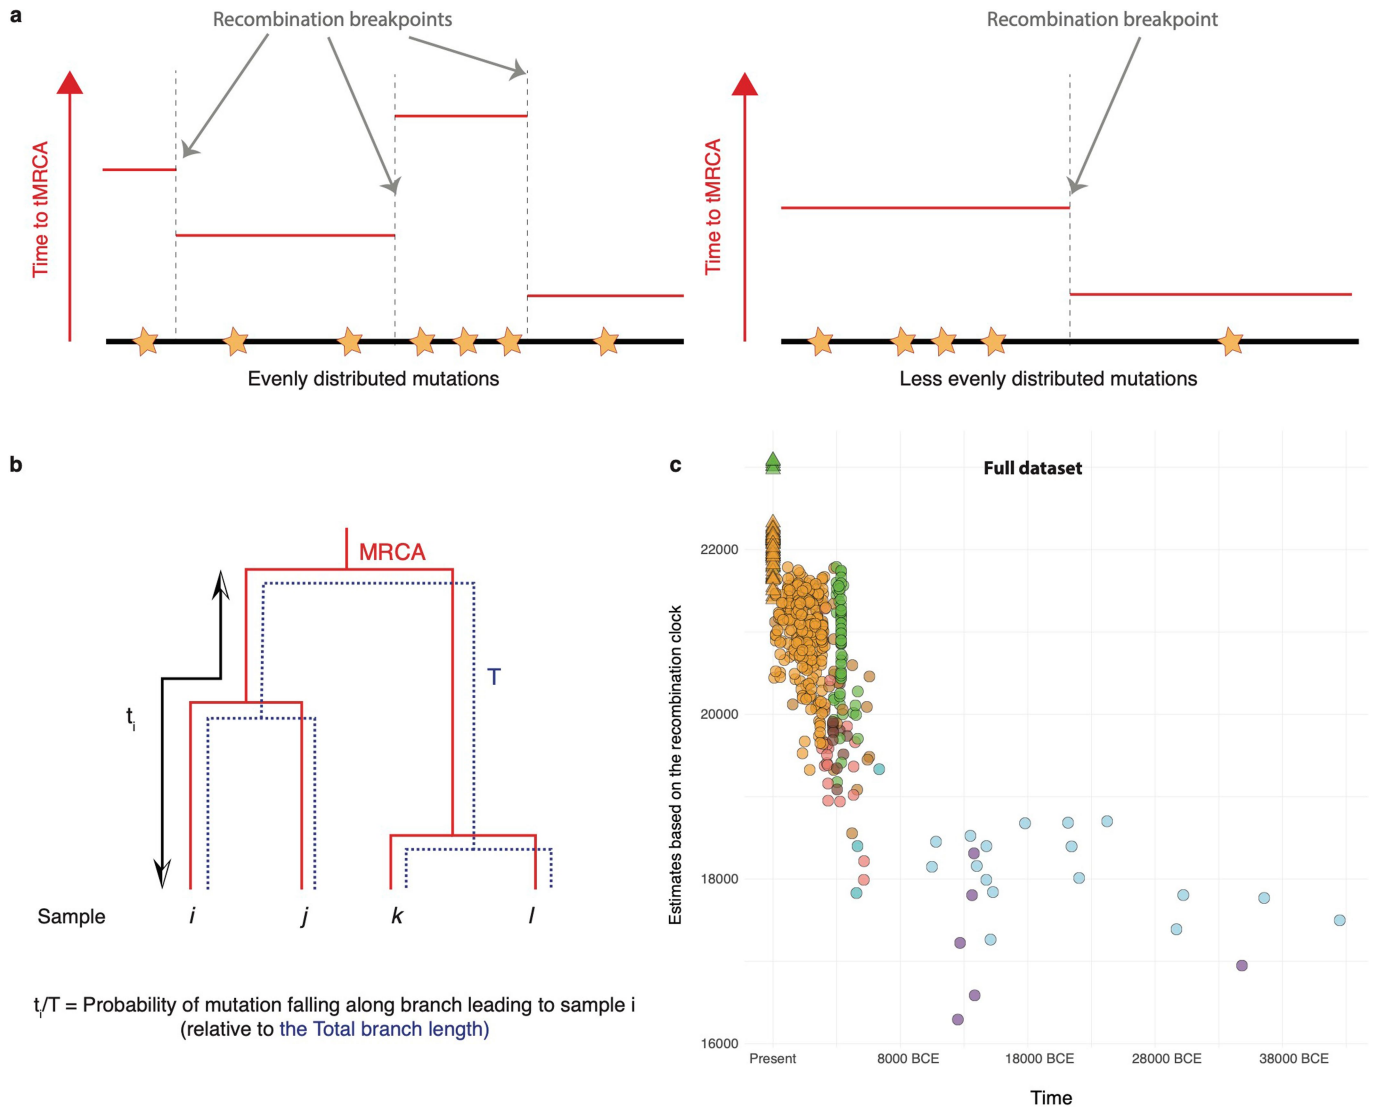 a
Recombination breakpoints
Recombination breakpoint
Time to tMRCA
Time to tMRCA
Evenly distributed mutations
Less evenly distributed mutations
b
MRCA
T
ti
Sample i j k l
ti/T = Probability of mutation falling along branch leading to sample i
(relative to the Total branch length)
c
Full dataset
Estimates based on the recombination clock
22000
20000
18000
16000
Present 8000 BCE 18000 BCE 28000 BCE 38000 BCE
Time